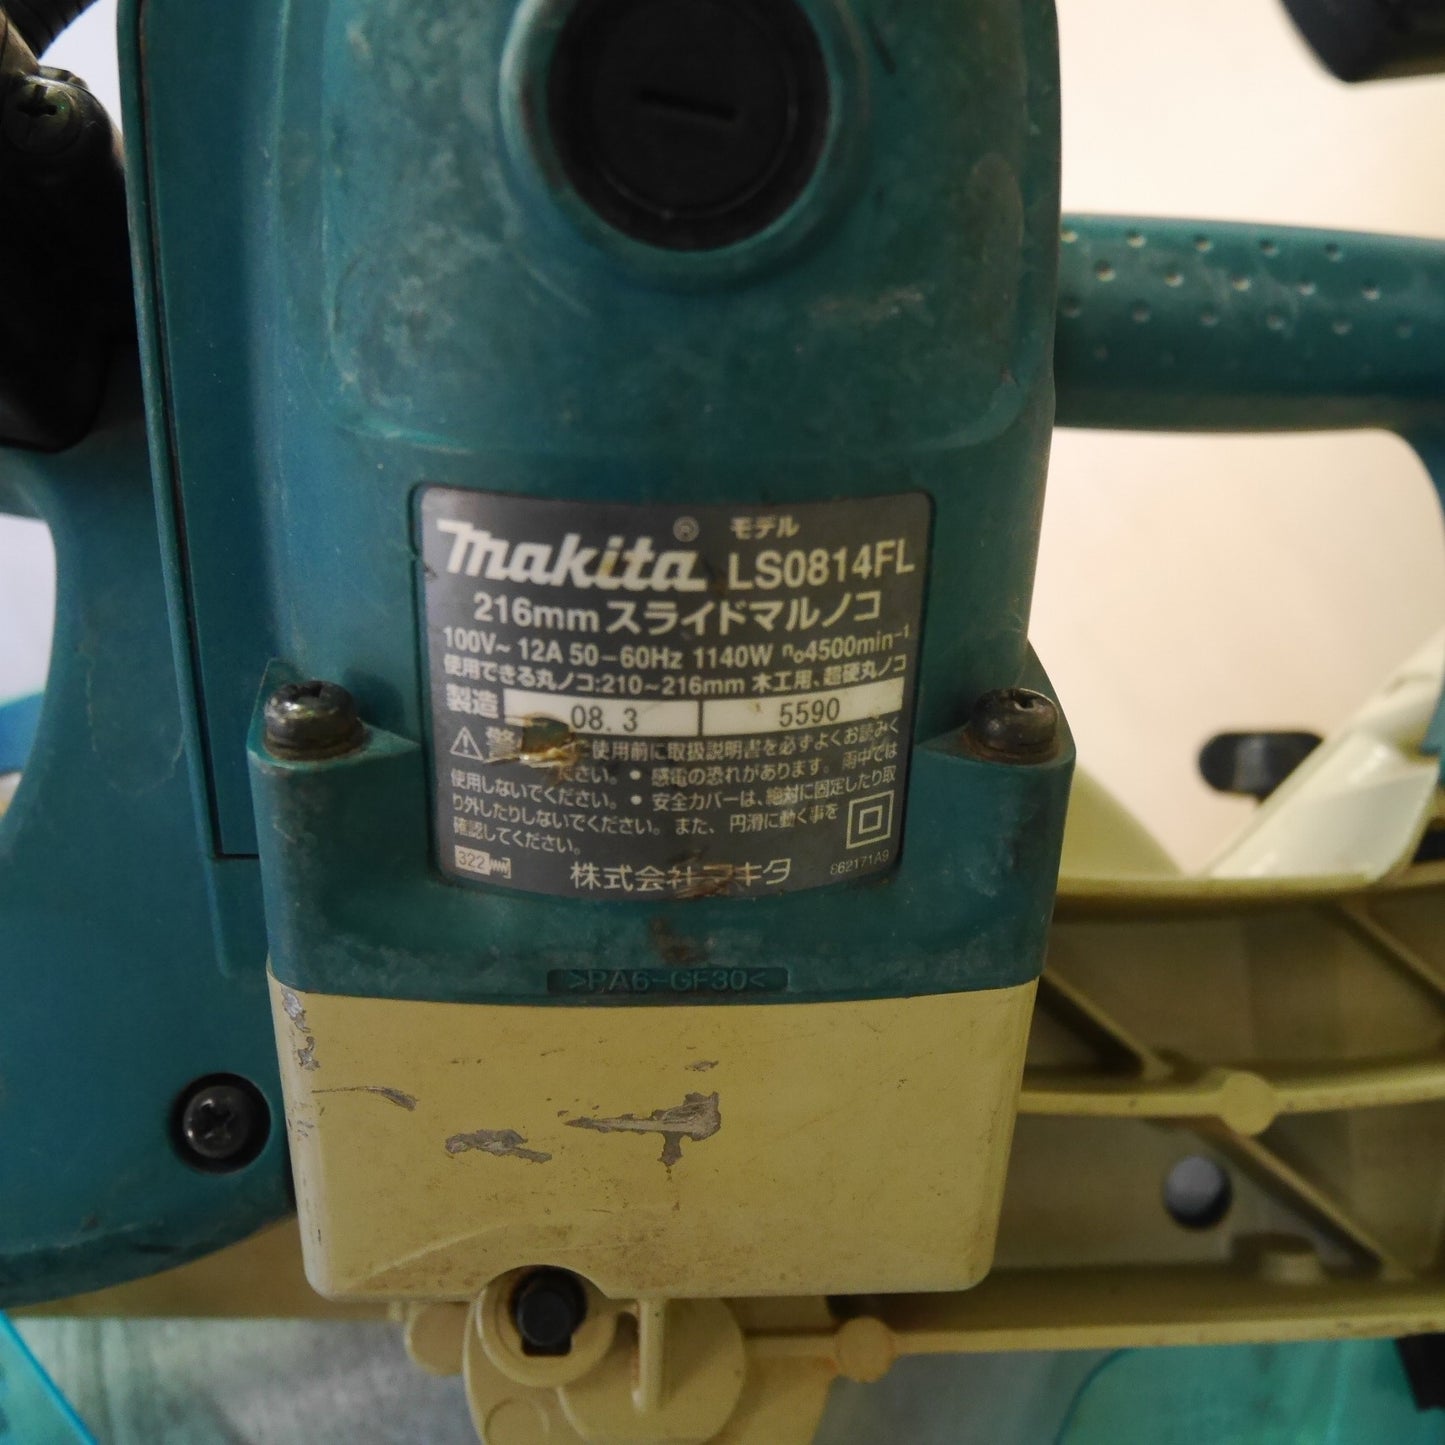 makita® モデル LS0814FL
216mm スライドマルノコ
100V~ 12A 50-60Hz 1140W n₀4500min⁻¹
使用できる丸ノコ:210~216mm 木工用、超硬丸ノコ
製造 08.3 5590
⚠警 使用前に取扱説明書を必ずよくお読みく
ださい。● 感電の恐れがあります。雨中では
使用しないでください。● 安全カバーは、絶対に固定したり取
り外したりしないでください。また、円滑に動く事を
確認してください。
322
株式会社マキタ 862171A9
>PA6-GF30<